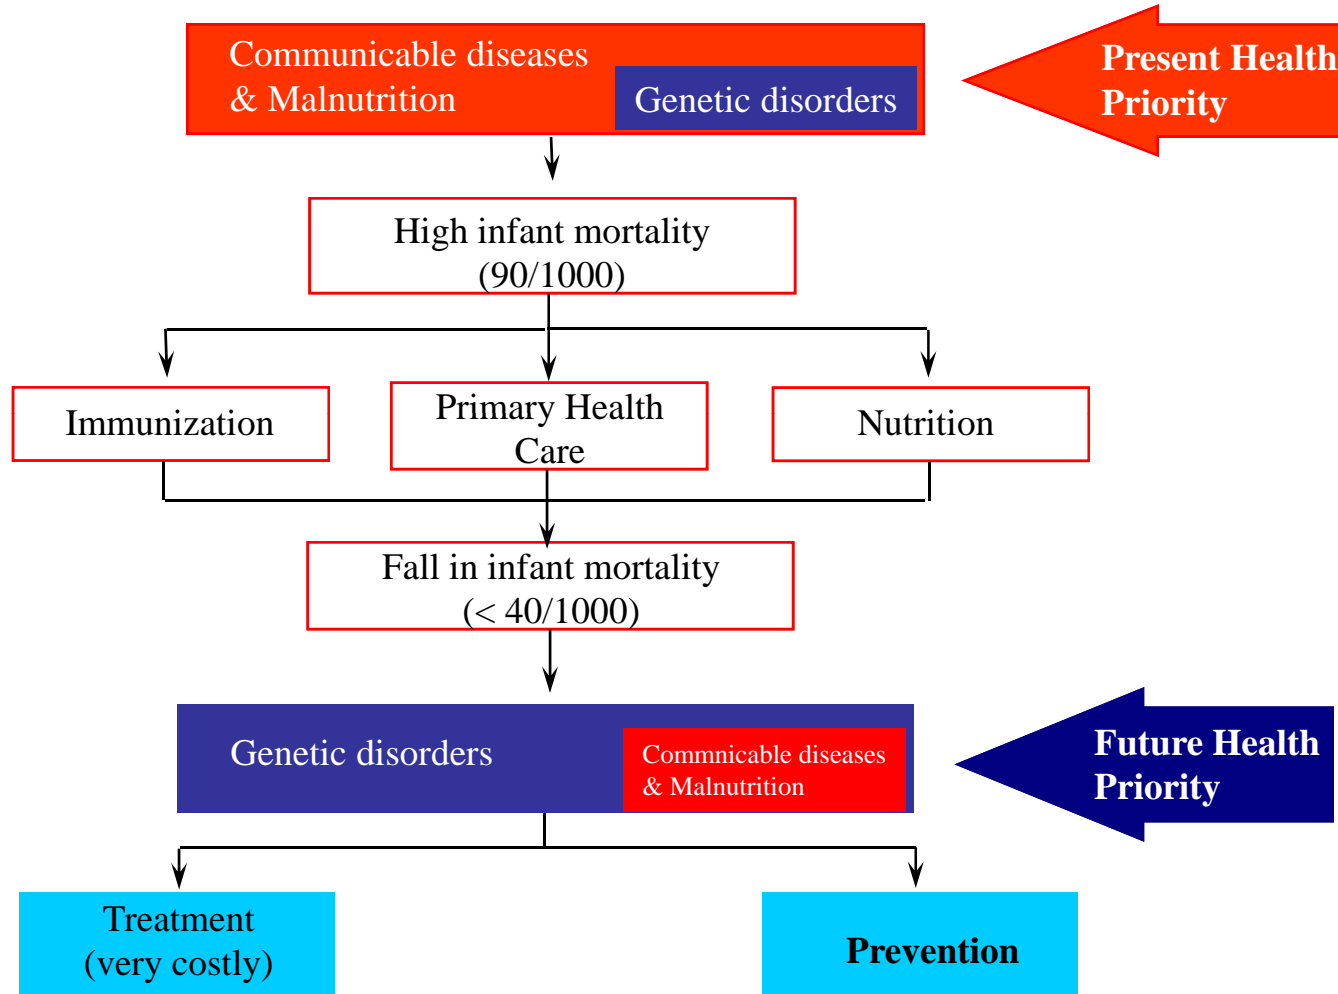 Communicable diseases
& Malnutrition
Genetic disorders
Present Health
Priority
High infant mortality
(90/1000)
Immunization
Primary Health
Care
Nutrition
Fall in infant mortality
(< 40/1000)
Genetic disorders
Commnicable diseases
& Malnutrition
Future Health
Priority
Treatment
(very costly)
Prevention